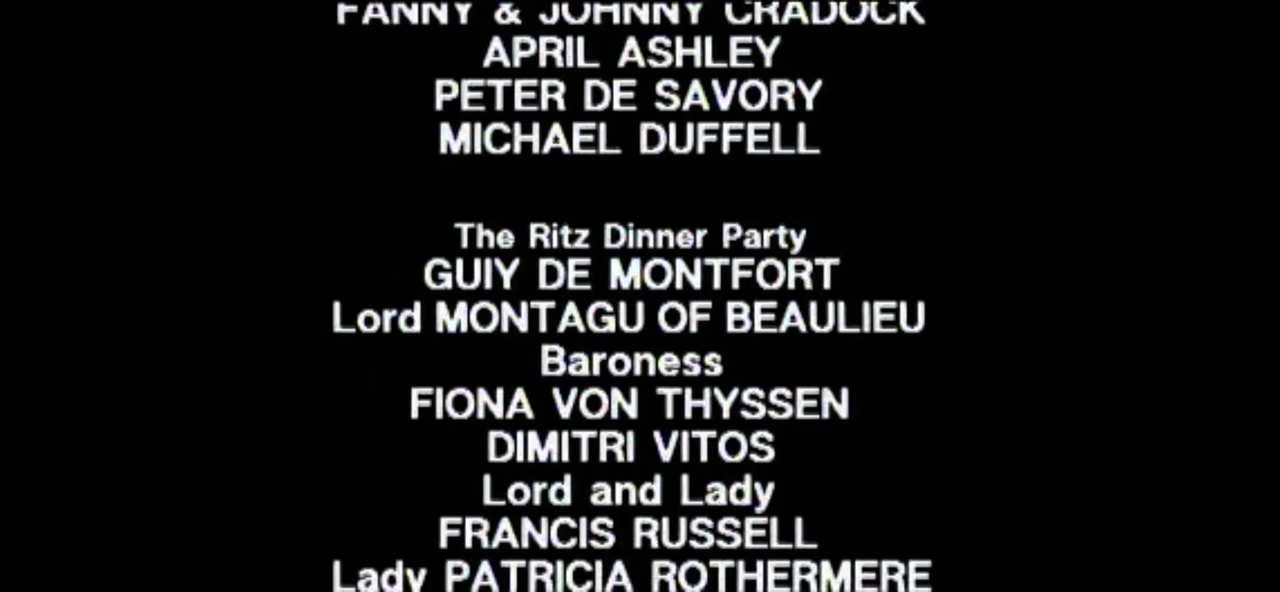 FANNY & JOHNNY CRADOCK
APRIL ASHLEY
PETER DE SAVORY
MICHAEL DUFFELL
The Ritz Dinner Party
GUIY DE MONTFORT
Lord MONTAGU OF BEAULIEU
Baroness
FIONA VON THYSSEN
DIMITRI VITOS
Lord and Lady
FRANCIS RUSSELL
Lady PATRICIA ROTHERMERE